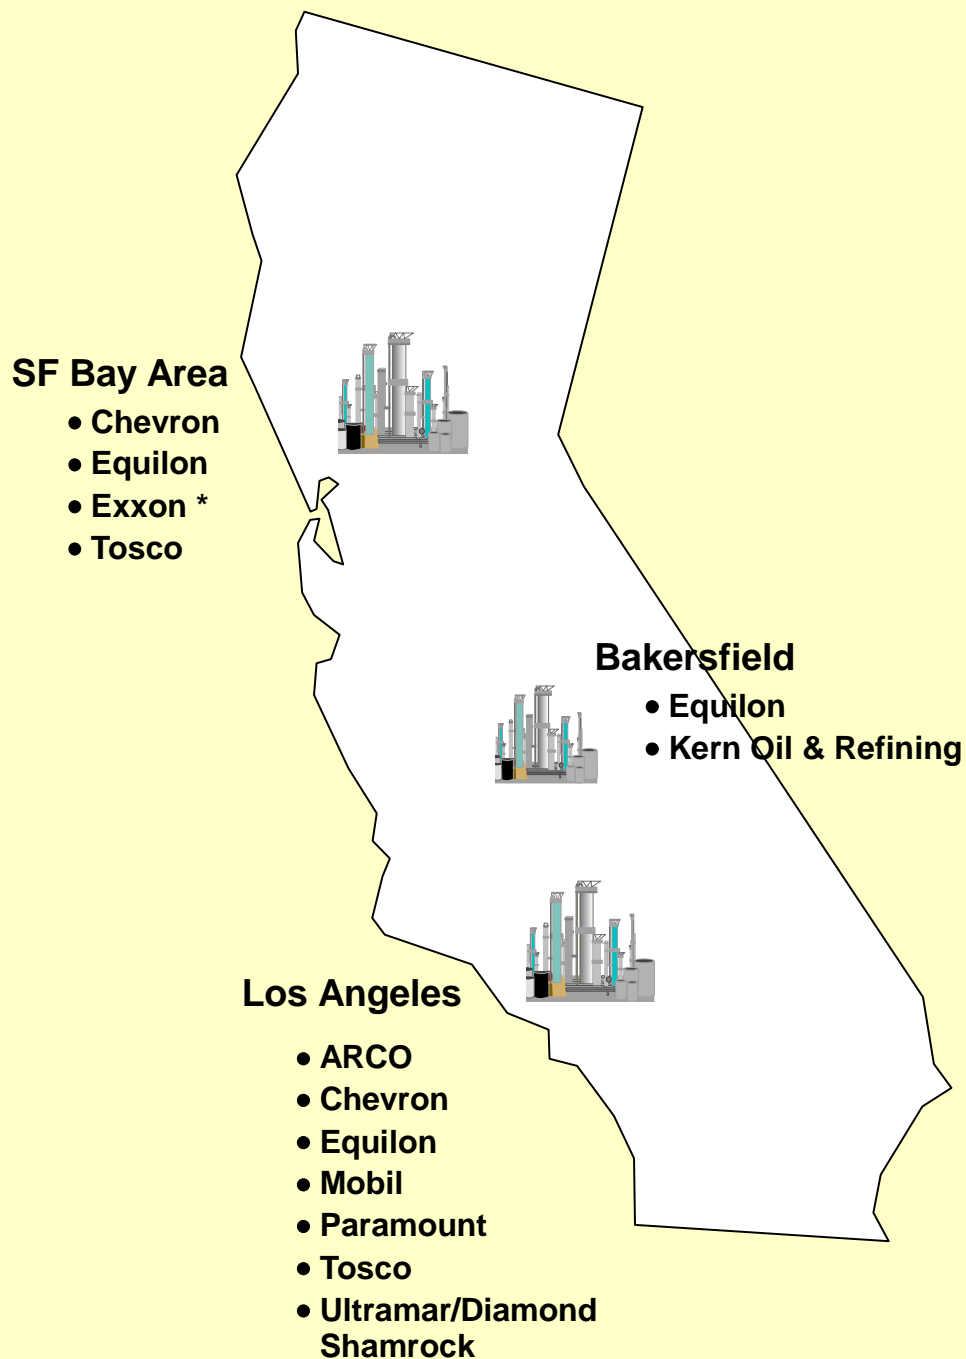 SF Bay Area
• Chevron
• Equilon
• Exxon *
• Tosco
Bakersfield
• Equilon
• Kern Oil & Refining
Los Angeles
• ARCO
• Chevron
• Equilon
• Mobil
• Paramount
• Tosco
• Ultramar/Diamond
Shamrock